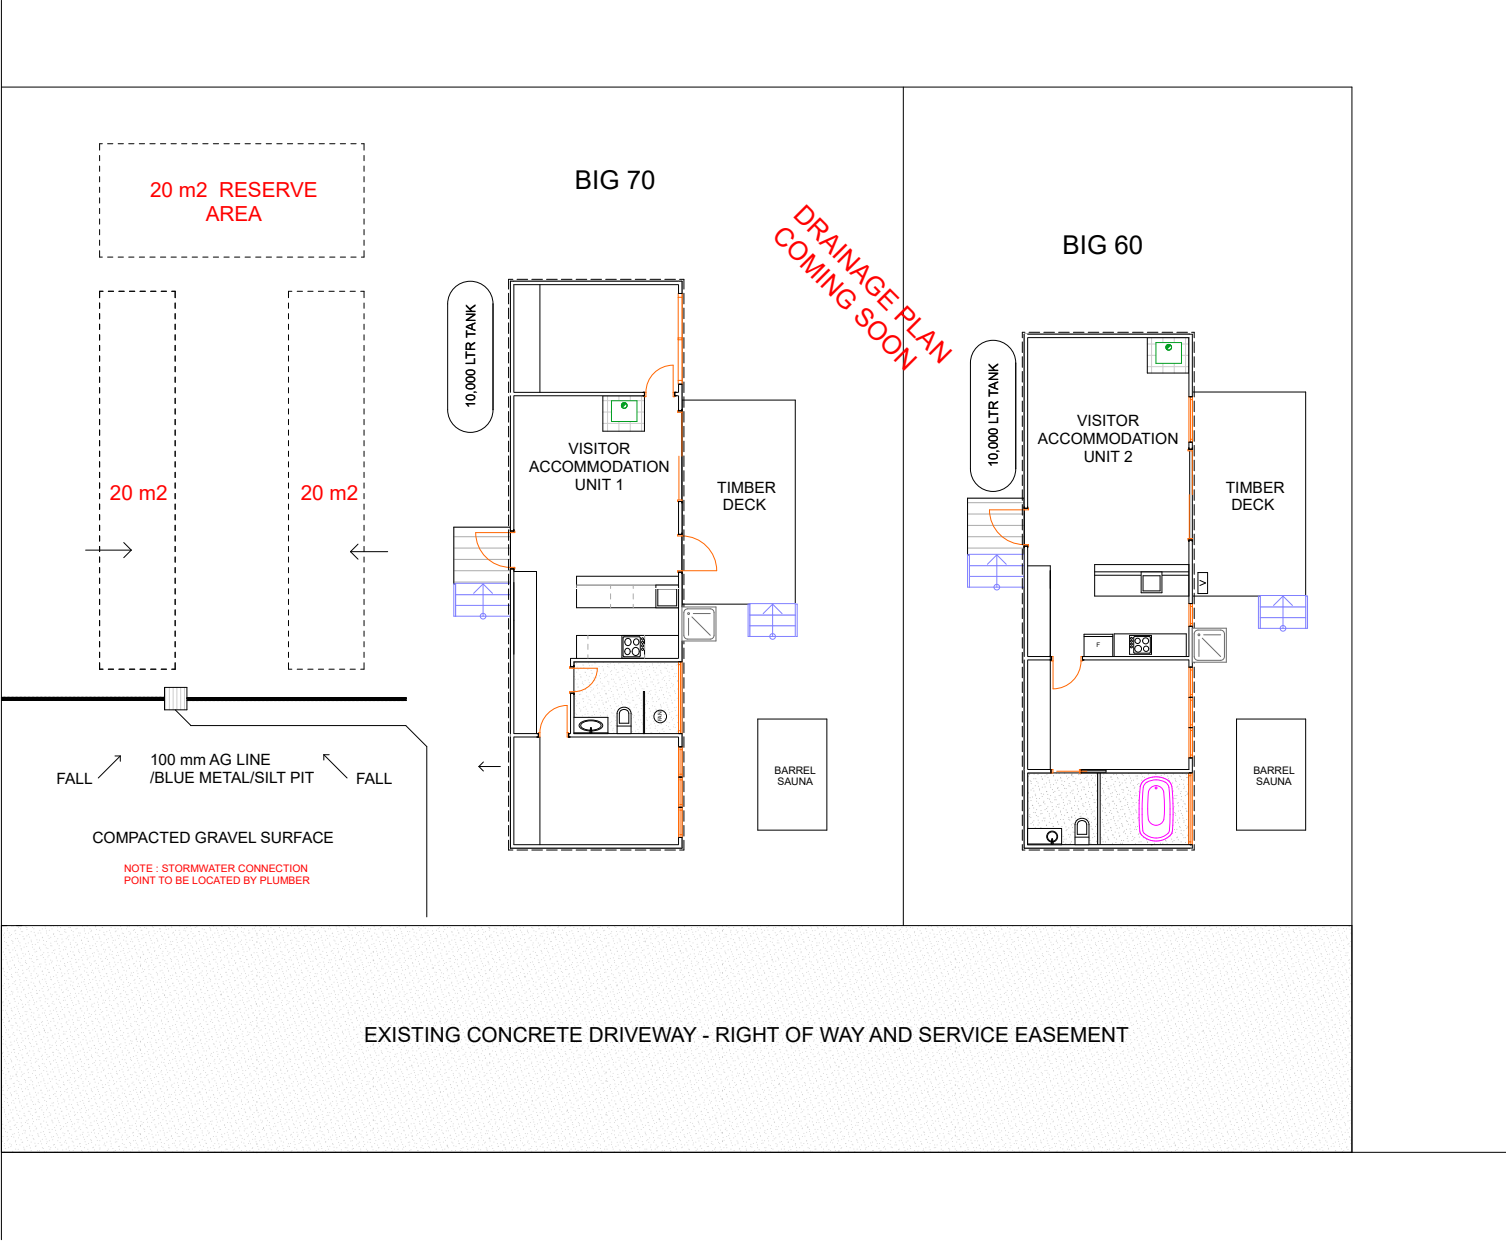 20 m2 RESERVE
AREA
BIG 70
DRAINAGE PLAN
COMING SOON
BIG 60
10,000 LTR TANK
10,000 LTR TANK
VISITOR
ACCOMMODATION
UNIT 1
VISITOR
ACCOMMODATION
UNIT 2
20 m2
20 m2
TIMBER
DECK
TIMBER
DECK
V
F
100 mm AG LINE
/BLUE METAL/SILT PIT
FALL
FALL
BARREL
SAUNA
BARREL
SAUNA
COMPACTED GRAVEL SURFACE
NOTE : STORMWATER CONNECTION
POINT TO BE LOCATED BY PLUMBER
EXISTING CONCRETE DRIVEWAY - RIGHT OF WAY AND SERVICE EASEMENT